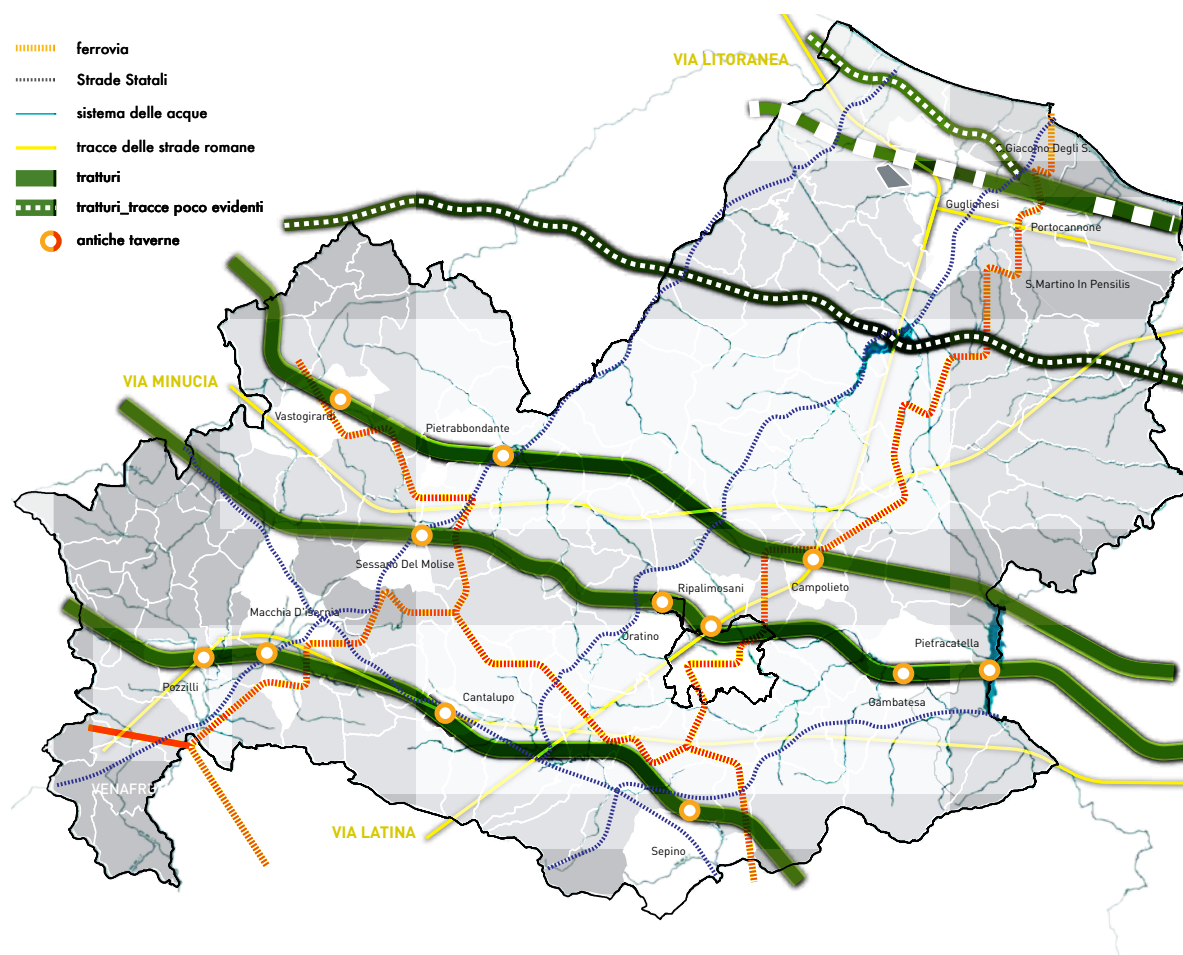 ferrovia
Strade Statali
sistema delle acque
tracce delle strade romane
tratturi
tratturi_tracce poco evidenti
antiche taverne
VIA LITORANEA
Giacomo Degli S.
Guglionesi
Portocannone
S.Martino In Pensilis
VIA MINUCIA
Vastogirardi
Pietrabbondante
Sessano Del Molise
Macchia D'isernia
Ripalimosani
Campolieto
Oratino
Pietracatella
Pozzilli
Cantalupo
Gambatesa
VIA LATINA
Sepino